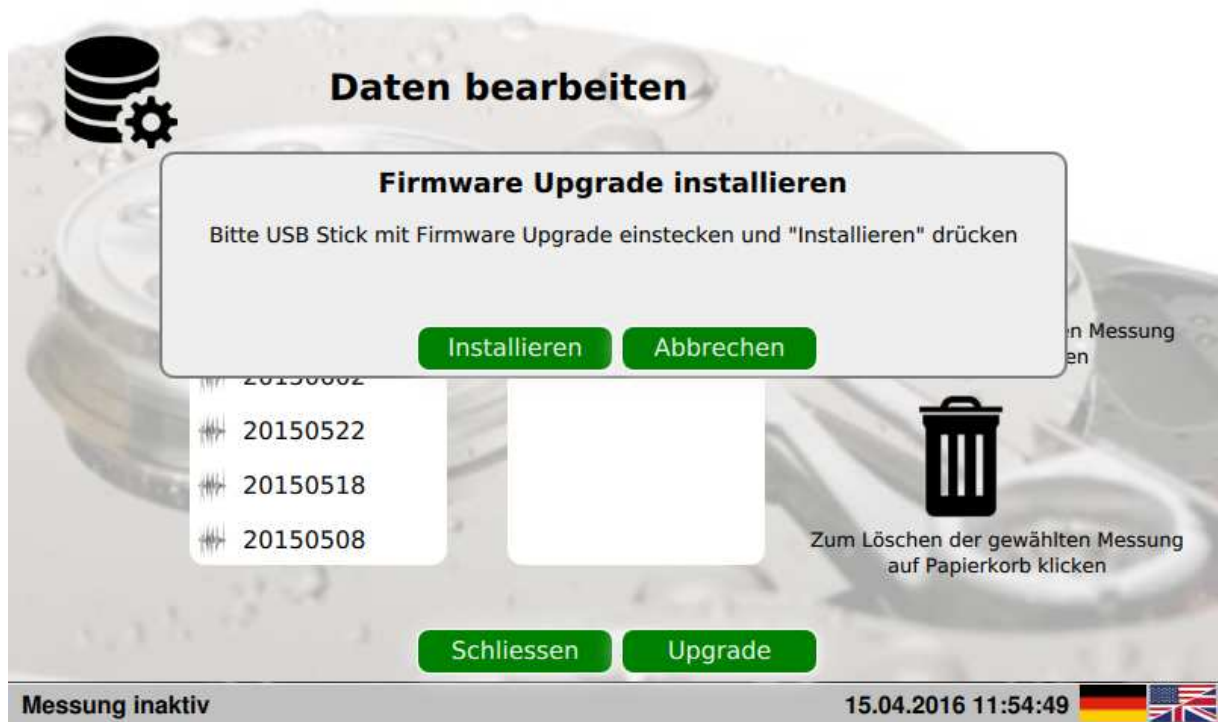 Daten bearbeiten
Firmware Upgrade installieren
Bitte USB Stick mit Firmware Upgrade einstecken und "Installieren" drücken
Installieren
Abbrechen
Messung
en
20150522
20150518
20150508
Zum Löschen der gewählten Messung
auf Papierkorb klicken
Schliessen
Upgrade
Messung inaktiv
15.04.2016 11:54:49